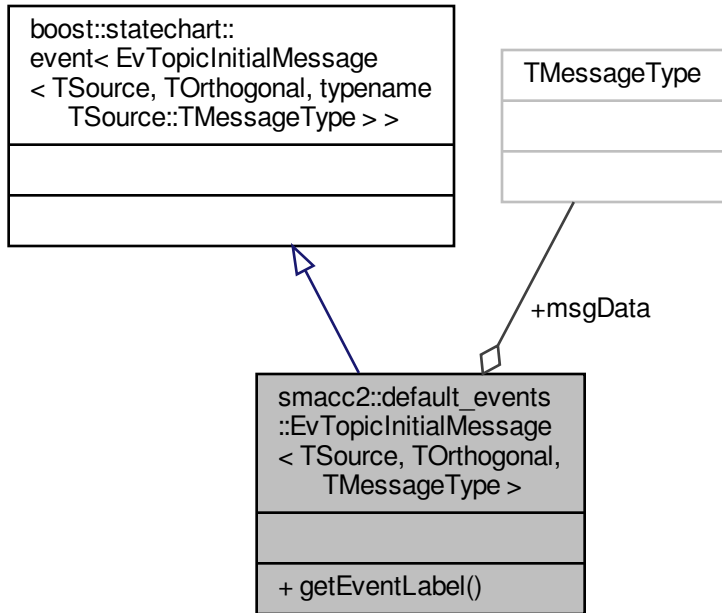 boost::statechart::
event< EvTopicInitialMessage
< TSource, TOrthogonal, typename
TSource::TMessageType > >
TMessageType
+msgData
smacc2::default_events
::EvTopicInitialMessage
< TSource, TOrthogonal,
TMessageType >
+ getEventLabel()